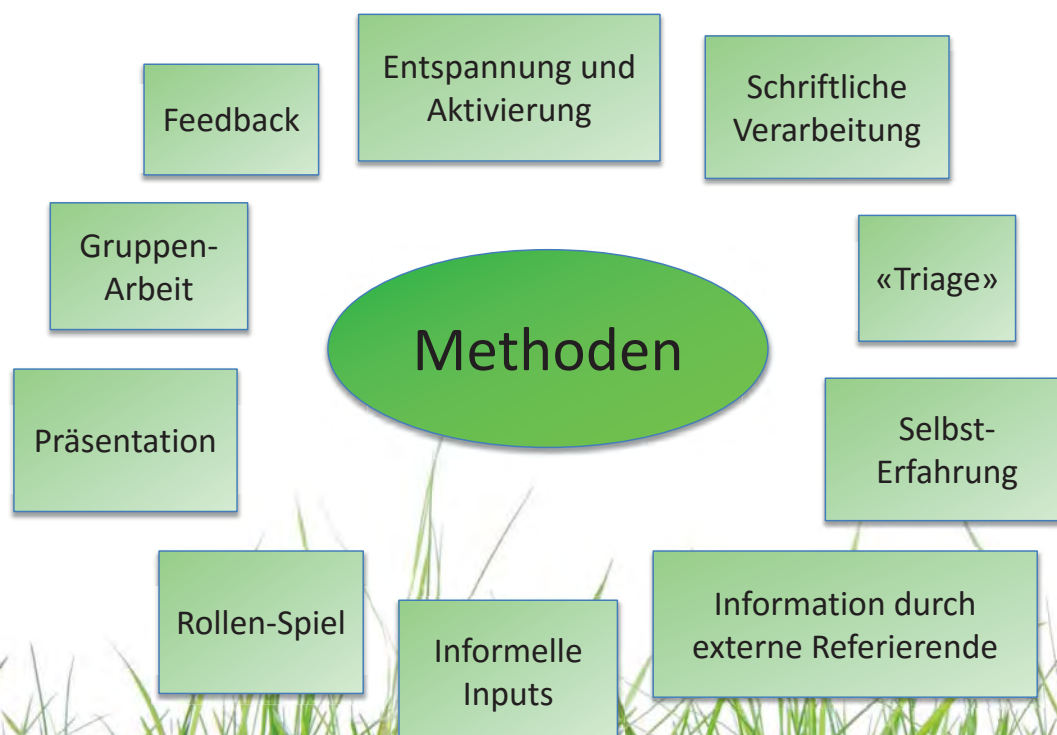 Entspannung und
Aktivierung
Schriftliche
Verarbeitung
Feedback
Gruppen-
Arbeit
«Triage»
Methoden
Präsentation
Selbst-
Erfahrung
Rollen-Spiel
Informelle
Inputs
Information durch
externe Referierende